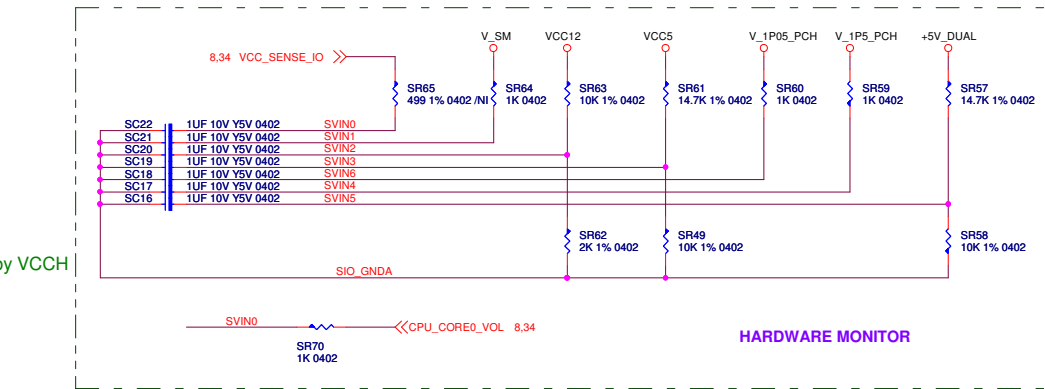 V_SM VCC12 VCC5 V_1P05_PCH V_1P5_PCH +5V_DUAL
8,34 VCC_SENSE_IO
SR65 SR64 SR63 SR61 SR60 SR59 SR57
499 1% 0402 /NI 1K 0402 10K 1% 0402 14.7K 1% 0402 1K 0402 1K 0402 14.7K 1% 0402
SC22 1UF 10V Y5V 0402 SVIN0
SC21 1UF 10V Y5V 0402 SVIN1
SC20 1UF 10V Y5V 0402 SVIN2
SC19 1UF 10V Y5V 0402 SVIN3
SC18 1UF 10V Y5V 0402 SVIN6
SC17 1UF 10V Y5V 0402 SVIN4
SC16 1UF 10V Y5V 0402 SVIN5
SR62 SR49 SR58
2K 1% 0402 10K 1% 0402 10K 1% 0402
by VCCH
SIO_GNDA
SVIN0 CPU_CORE0_VOL 8,34
SR70
1K 0402
HARDWARE MONITOR